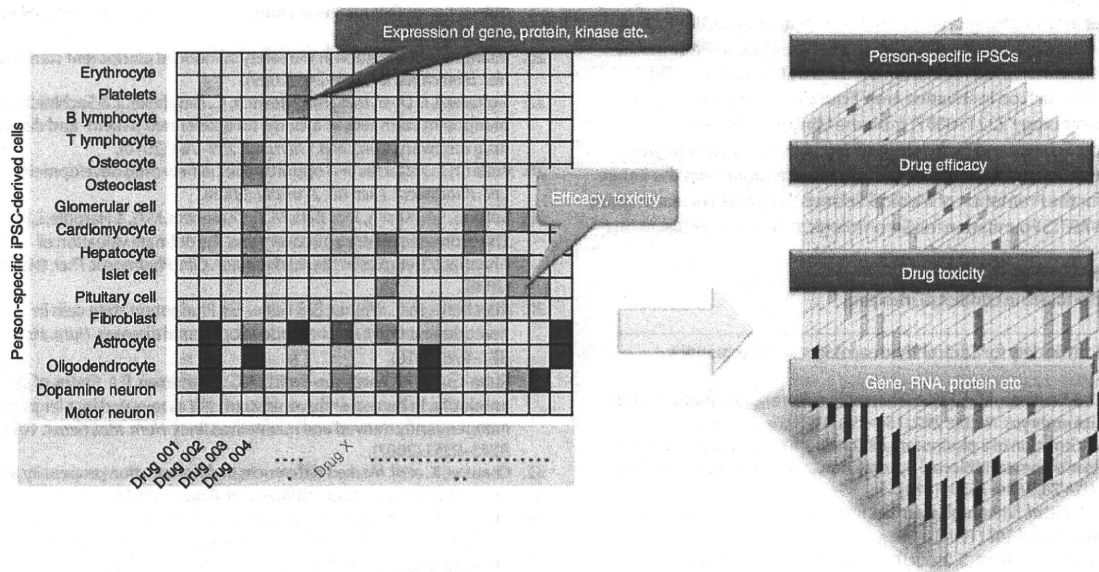 Expression of gene, protein, kinase etc.
Person-specific iPSC-derived cells
Erythrocyte
Platelets
B lymphocyte
T lymphocyte
Osteocyte
Osteoclast
Glomerular cell
Cardiomyocyte
Hepatocyte
Islet cell
Pituitary cell
Fibroblast
Astrocyte
Oligodendrocyte
Dopamine neuron
Motor neuron
Efficacy, toxicity
Drug 001
Drug 002
Drug 003
Drug 004
Drug X
Person-specific iPSCs
Drug efficacy
Drug toxicity
Gene, RNA, protein etc